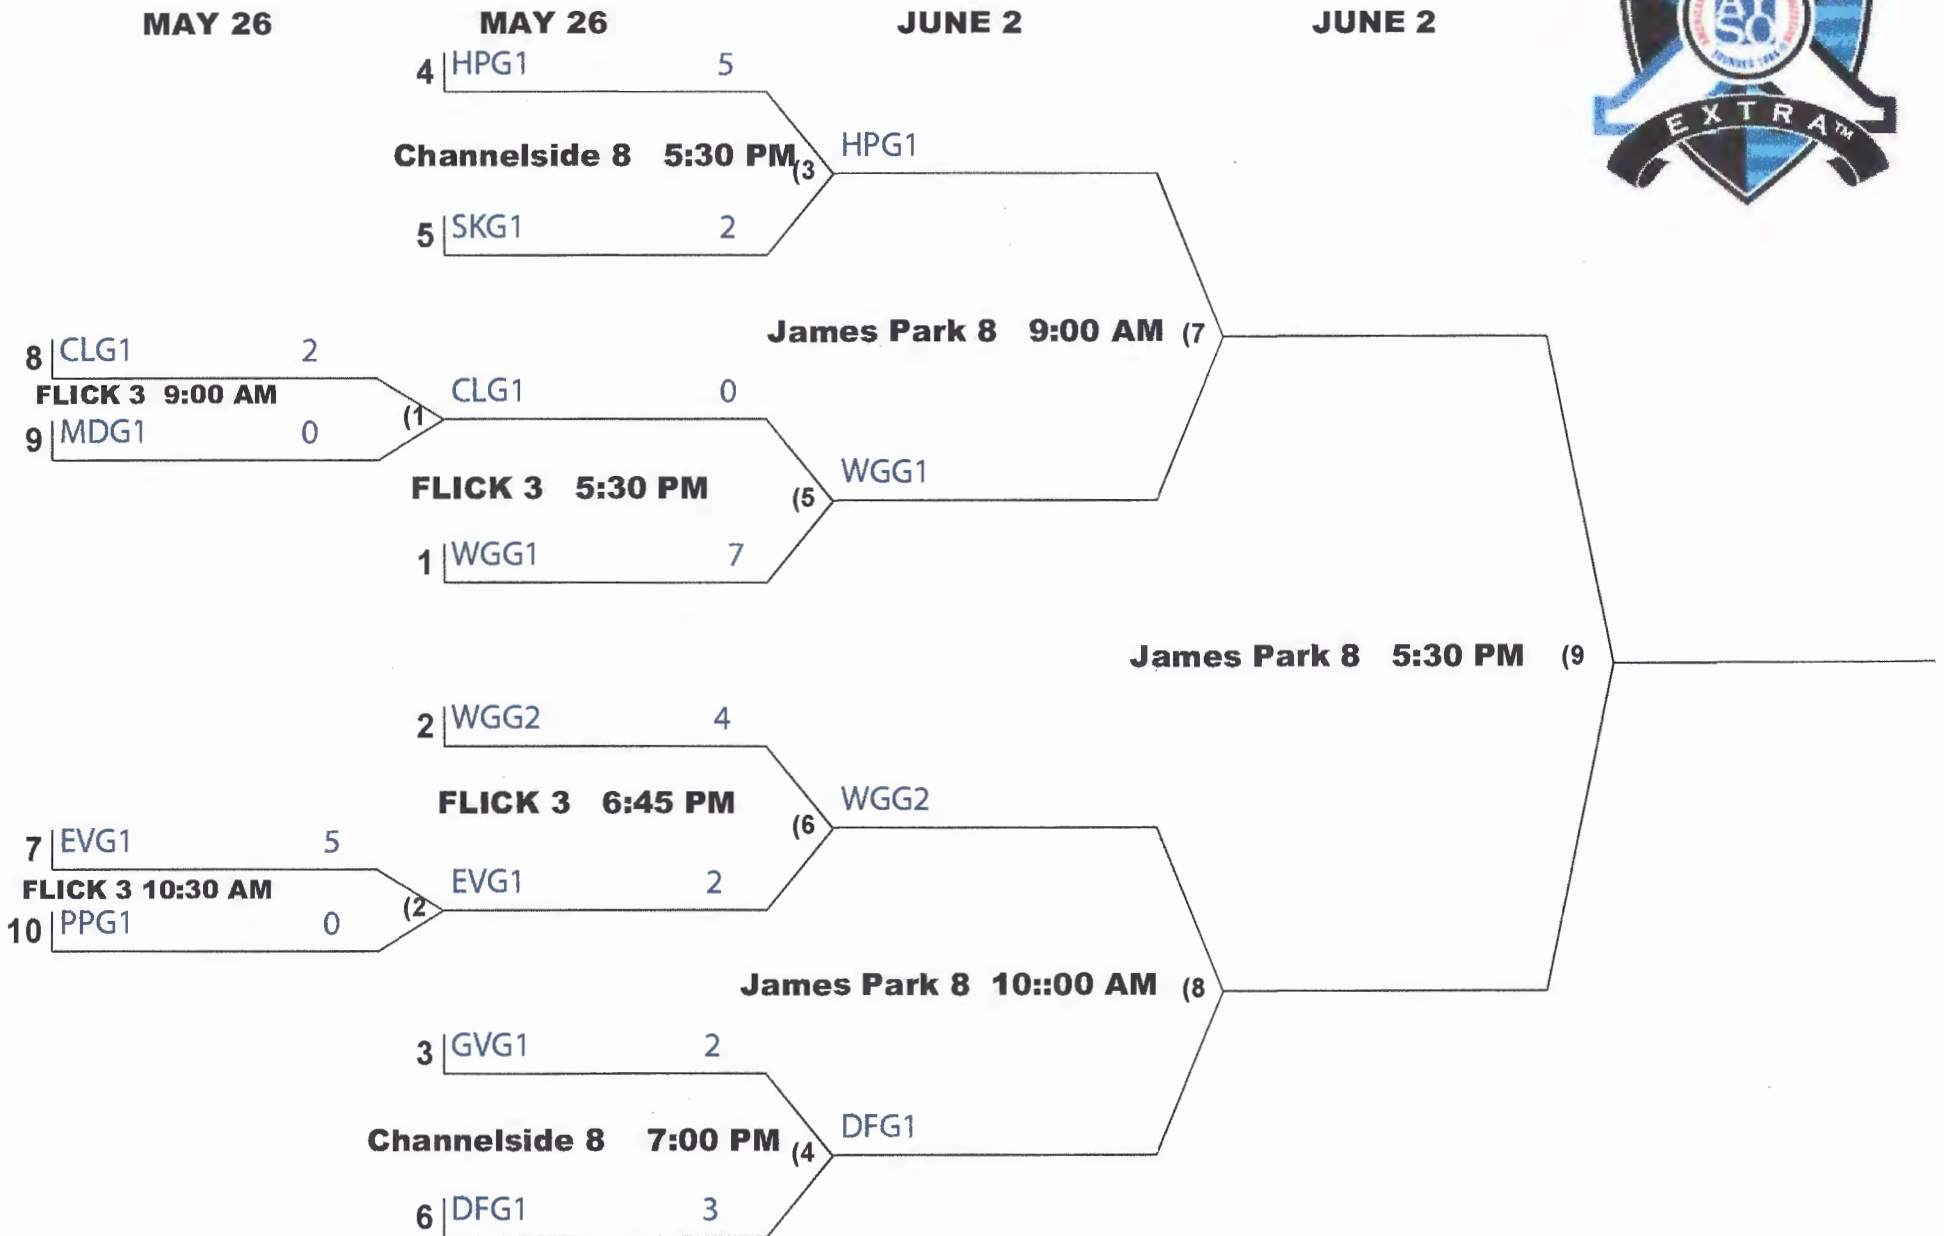 MAY 26 MAY 26 JUNE 2 JUNE 2
SO
EXTRA™
4 HPG1 5
Channelside 8 5:30 PM (3 HPG1
5 SKG1 2
James Park 8 9:00 AM (7
8 CLG1 2
FLICK 3 9:00 AM
(1 CLG1 0
9 MDG1 0
FLICK 3 5:30 PM (5 WGG1
1 WGG1 7
James Park 8 5:30 PM (9
2 WGG2 4
FLICK 3 6:45 PM (6 WGG2
7 EVG1 5
FLICK 3 10:30 AM
(2 EVG1 2
10 PPG1 0
James Park 8 10::00 AM (8
3 GVG1 2
Channelside 8 7:00 PM (4 DFG1
6 DFG1 3